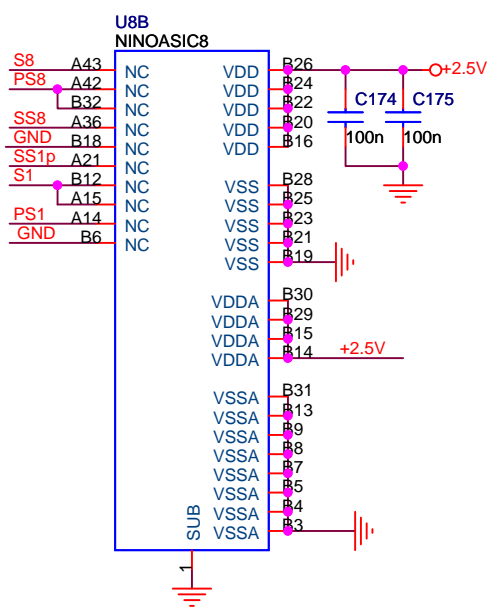 U8B
NINOASIC8
S8 A43 NC VDD B26 +2.5V
PS8 A42 NC VDD B24
B32 NC VDD B22 C174 C175
SS8 A36 NC VDD B20
GND B18 NC VDD B16 100n 100n
SS1p A21 NC
S1 B12 NC VSS B28
A15 NC VSS B25
PS1 A14 NC VSS B23
GND B6 NC VSS B21
VSS B19
VDDA B30
VDDA B29
VDDA B15
VDDA B14 +2.5V
VSSA B31
VSSA B13
VSSA B9
VSSA B8
VSSA B7
VSSA B5
VSSA B4
VSSA B3
SUB
1